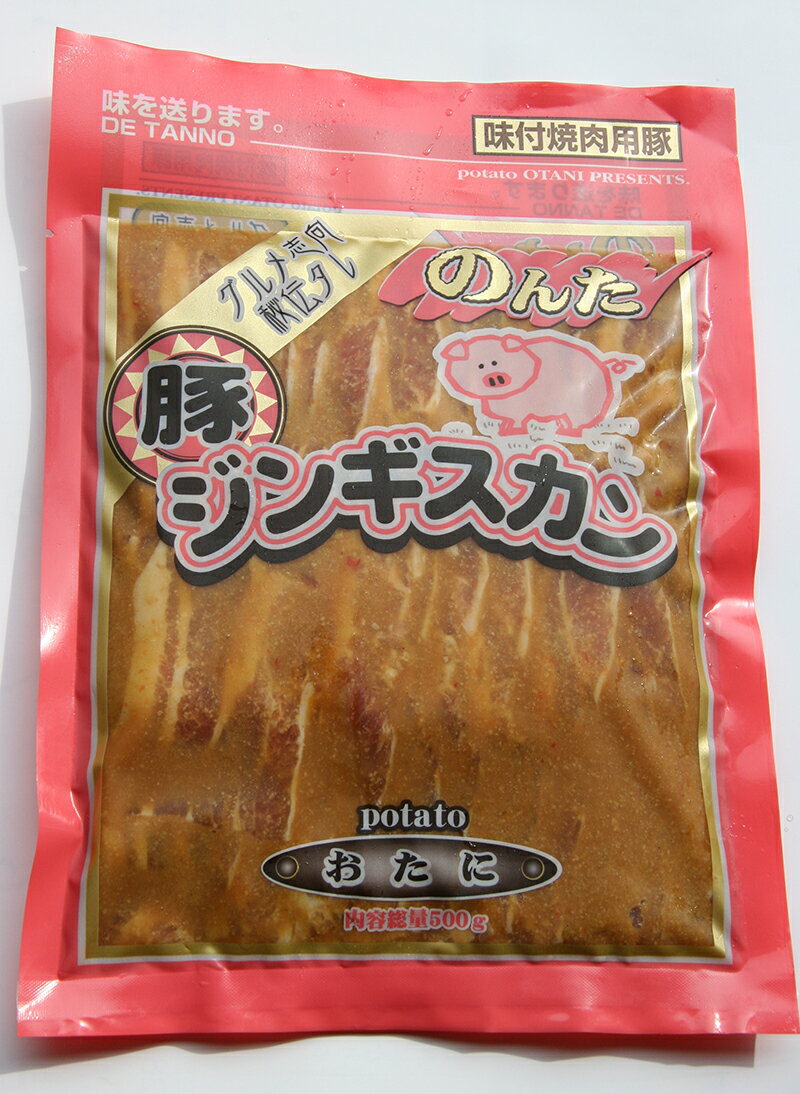 味を送ります。
DE TANNO
味付焼肉用豚
potato OTANI PRESENTS.
グルメ志向
秘伝タレ
のんた
豚
ジンギスカン
potato
おたに
内容総量500g